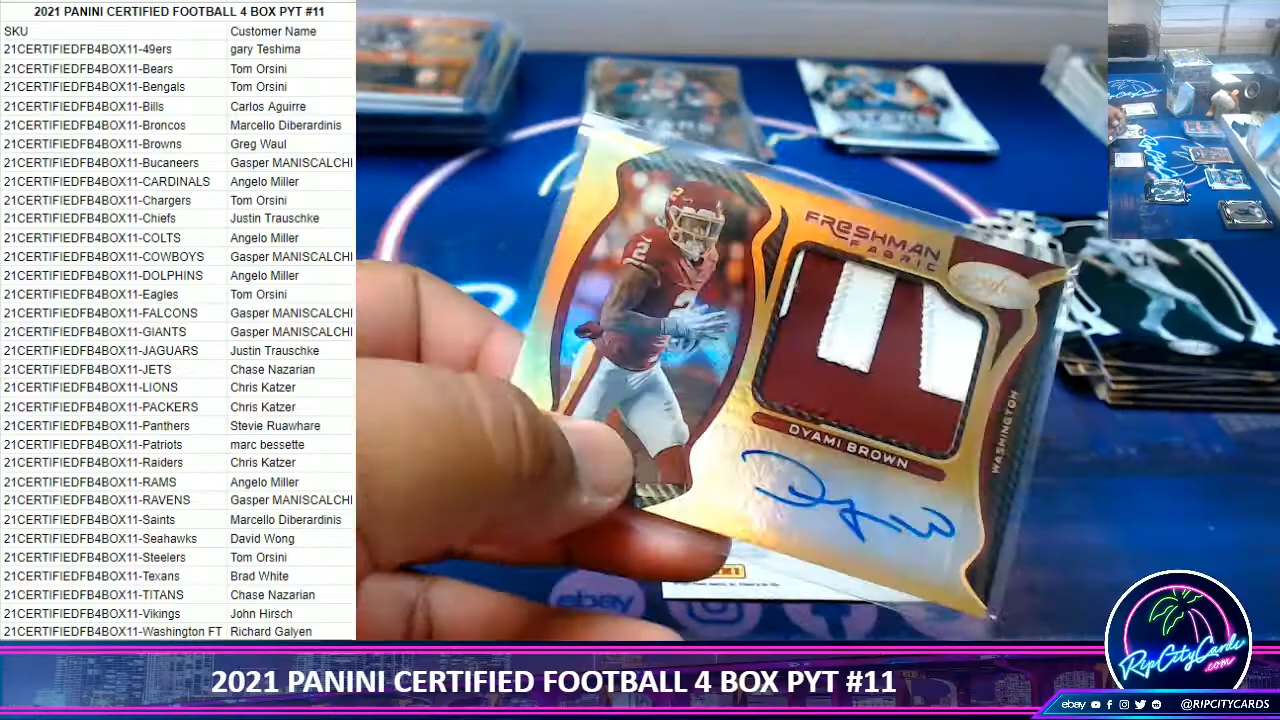 2021 PANINI CERTIFIED FOOTBALL 4 BOX PYT #11
SKU Customer Name
21CERTIFIEDFB4BOX11-49ers gary Teshima
21CERTIFIEDFB4BOX11-Bears Tom Orsini
21CERTIFIEDFB4BOX11-Bengals Tom Orsini
21CERTIFIEDFB4BOX11-Bills Carlos Aguirre
21CERTIFIEDFB4BOX11-Broncos Marcello Diberardinis
21CERTIFIEDFB4BOX11-Browns Greg Waul
21CERTIFIEDFB4BOX11-Bucaneers Gasper MANISCALCHI
21CERTIFIEDFB4BOX11-CARDINALS Angelo Miller
21CERTIFIEDFB4BOX11-Chargers Tom Orsini
21CERTIFIEDFB4BOX11-Chiefs Justin Trauschke
21CERTIFIEDFB4BOX11-COLTS Angelo Miller
21CERTIFIEDFB4BOX11-COWBOYS Gasper MANISCALCHI
21CERTIFIEDFB4BOX11-DOLPHINS Angelo Miller
21CERTIFIEDFB4BOX11-Eagles Tom Orsini
21CERTIFIEDFB4BOX11-FALCONS Gasper MANISCALCHI
21CERTIFIEDFB4BOX11-GIANTS Gasper MANISCALCHI
21CERTIFIEDFB4BOX11-JAGUARS Justin Trauschke
21CERTIFIEDFB4BOX11-JETS Chase Nazarian
21CERTIFIEDFB4BOX11-LIONS Chris Katzer
21CERTIFIEDFB4BOX11-PACKERS Chris Katzer
21CERTIFIEDFB4BOX11-Panthers Stevie Ruawhare
21CERTIFIEDFB4BOX11-Patriots marc bessette
21CERTIFIEDFB4BOX11-Raiders Chris Katzer
21CERTIFIEDFB4BOX11-RAMS Angelo Miller
21CERTIFIEDFB4BOX11-RAVENS Gasper MANISCALCHI
21CERTIFIEDFB4BOX11-Saints Marcello Diberardinis
21CERTIFIEDFB4BOX11-Seahawks David Wong
21CERTIFIEDFB4BOX11-Steelers Tom Orsini
21CERTIFIEDFB4BOX11-Texans Brad White
21CERTIFIEDFB4BOX11-TITANS Chase Nazarian
21CERTIFIEDFB4BOX11-Vikings John Hirsch
21CERTIFIEDFB4BOX11-Washington FT Richard Galyen
FRESHMAN
FABRIC
2
2
DYAMI BROWN
WASHINGTON
ebay
2021 PANINI CERTIFIED FOOTBALL 4 BOX PYT #11
RipCityCards
.com
ebay @RIPCITYCARDS